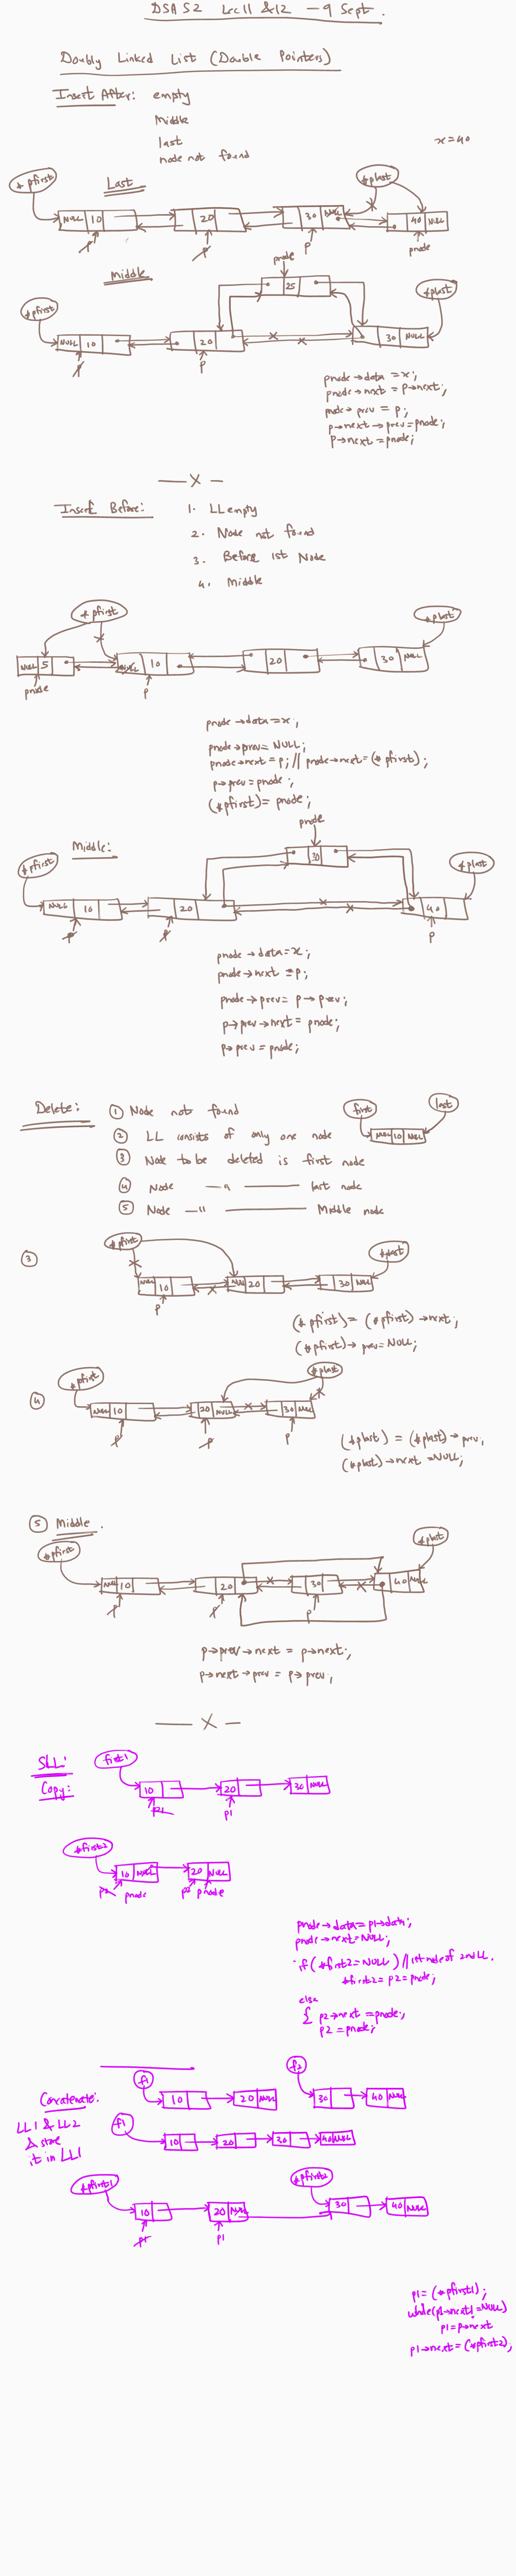 DSA S2 Lec 11 & 12 - 9 Sept.
Doubly Linked List (Double Pointers)
Insert After: empty
Middle
last
node not found
x=40
*pfirst
Last
*plast
NULL 10 20 30 NULL 40 NULL
p p p pnode
Middle
pnode
25
*pfirst
*plast
NULL 10 20 30 NULL
p p
pnode→data = x;
pnode→next = p→next;
pnode→prev = p;
p→next→prev = pnode;
p→next = pnode;
— X —
Insert Before: 1. LL empty
2. Node not found
3. Before 1st Node
4. Middle
*pfirst
*plast
NULL 5 NULL 10 20 30 NULL
pnode p
pnode→data = x;
pnode→prev = NULL;
pnode→next = p; // pnode→next = (*pfirst);
p→prev = pnode;
(*pfirst) = pnode;
pnode
Middle:
30
*pfirst
*plast
NULL 10 20 40
p p p
pnode→data = x;
pnode→next = p;
pnode→prev = p→prev;
p→prev→next = pnode;
p→prev = pnode;
Delete: 1 Node not found
first last
2 LL consists of only one node
NULL 10 NULL
3 Node to be deleted is first node
4 Node —"— last node
5 Node —"— Middle node
3 *pfirst *plast
NULL 10 NULL 20 30 NULL
p
(*pfirst) = (*pfirst)→next;
(*pfirst)→prev = NULL;
4 *pfirst *plast
NULL 10 20 NULL 30 NULL
p p p
(*plast) = (*plast)→prev;
(*plast)→next = NULL;
5 Middle.
*pfirst *plast
NULL 10 20 30 40 NULL
p p p
p→prev→next = p→next;
p→next→prev = p→prev;
— X —
SLL: first1
Copy: 10 20 30 NULL
p1 p1
*first2
10 NULL 20 NULL
p2 pnode p2 pnode
pnode→data = p1→data;
pnode→next = NULL;
if (*first2 = NULL) // 1st node of 2nd LL.
*first2 = p2 = pnode;
else
{ p2→next = pnode;
p2 = pnode;
f1 f2
Concatenate: 10 20 NULL 30 40 NULL
LL1 & LL2
& store
it in LL1
f1
10 20 30 40 NULL
*pfirst1 *pfirst2
10 20 NULL 30 40 NULL
p1 p1
p1 = (*pfirst1);
while(p1→next != NULL)
p1 = p→next
p1→next = (*pfirst2);